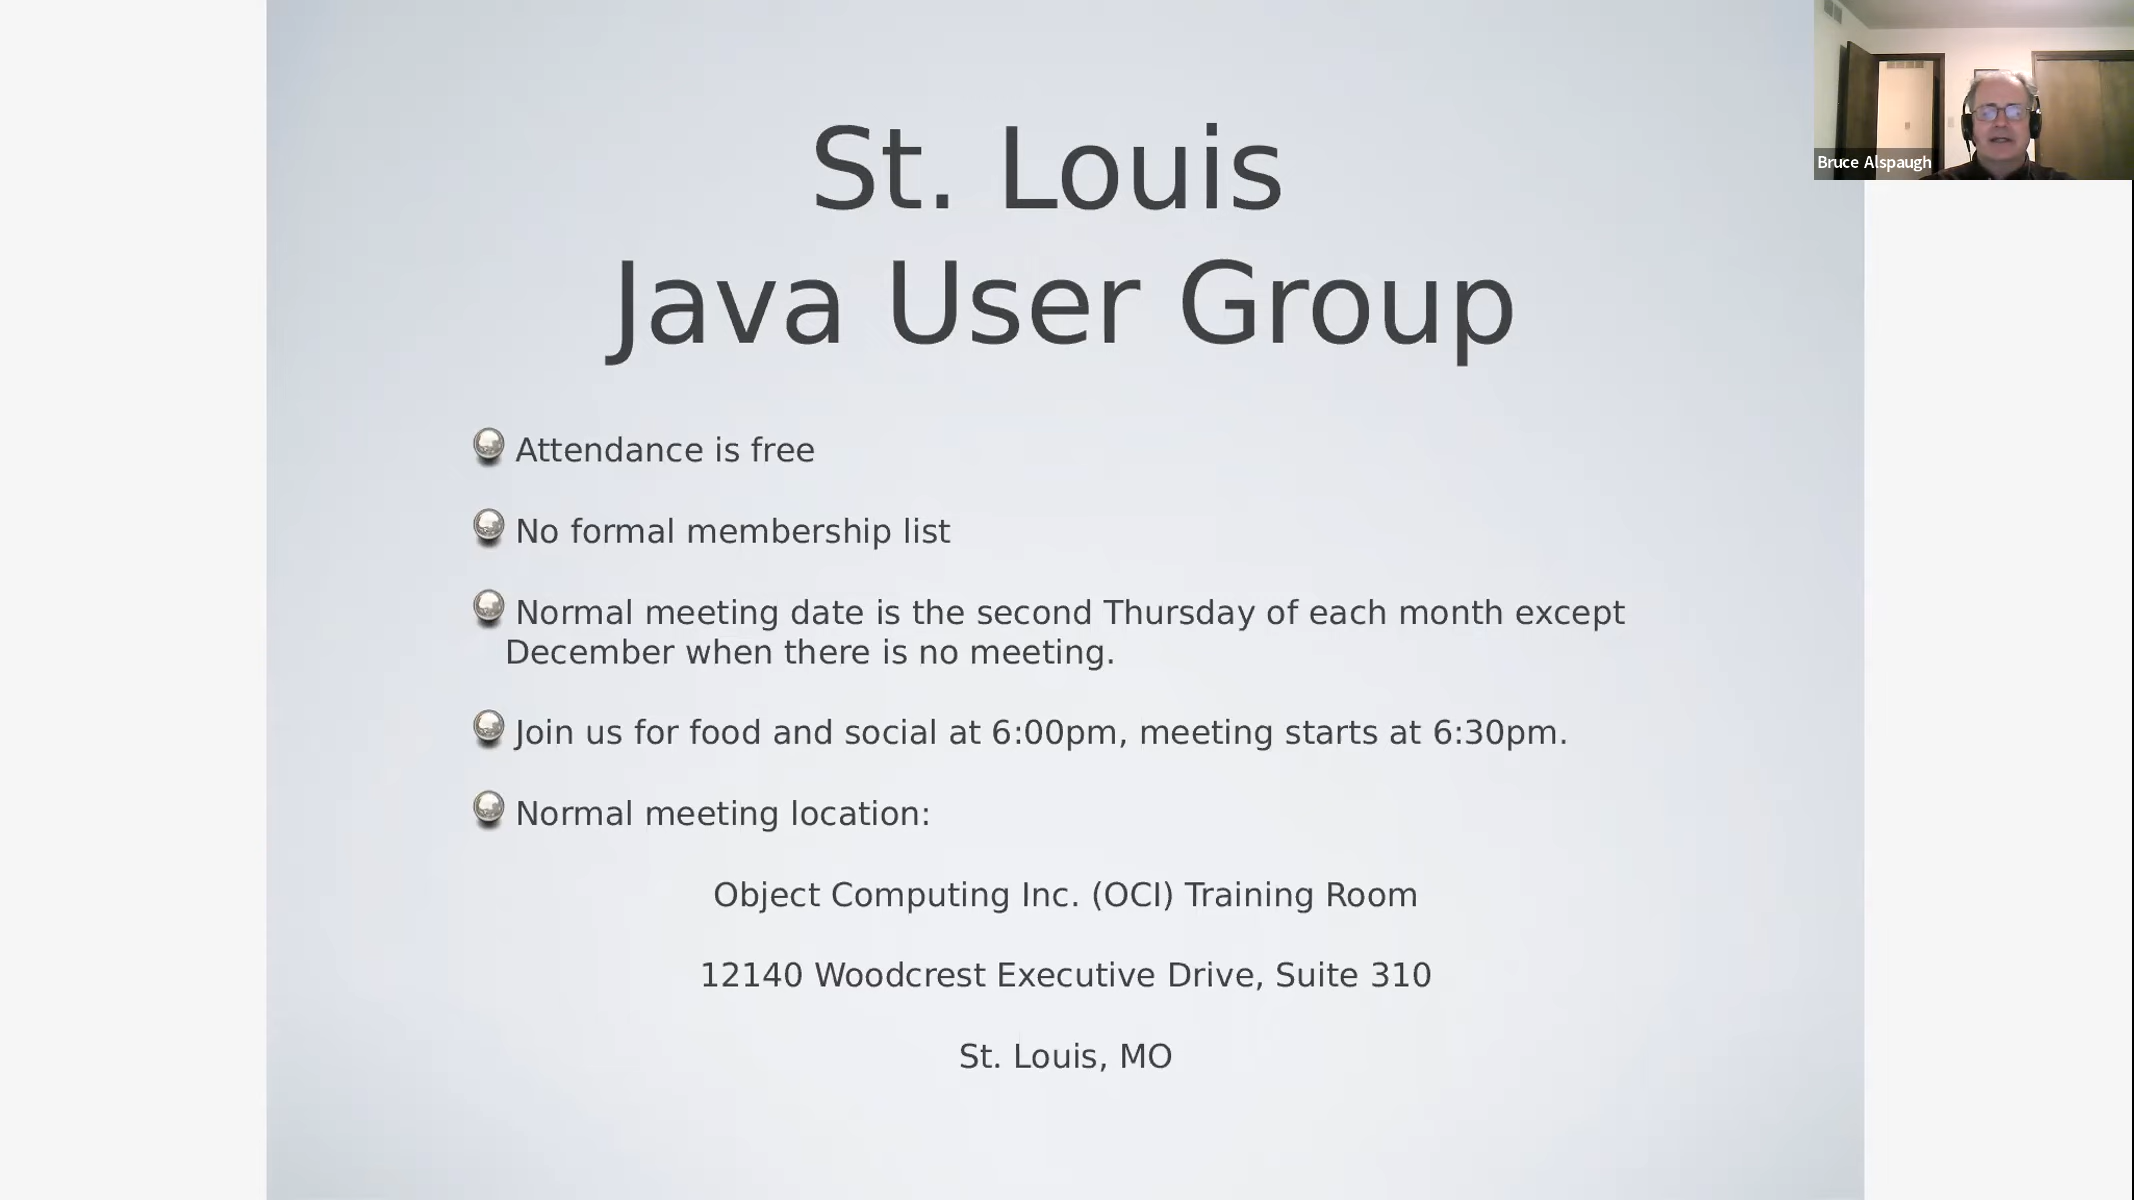 St. Louis
Java User Group
Attendance is free
No formal membership list
Normal meeting date is the second Thursday of each month except
December when there is no meeting.
Join us for food and social at 6:00pm, meeting starts at 6:30pm.
Normal meeting location:
Object Computing Inc. (OCI) Training Room
12140 Woodcrest Executive Drive, Suite 310
St. Louis, MO
Bruce Alspaugh